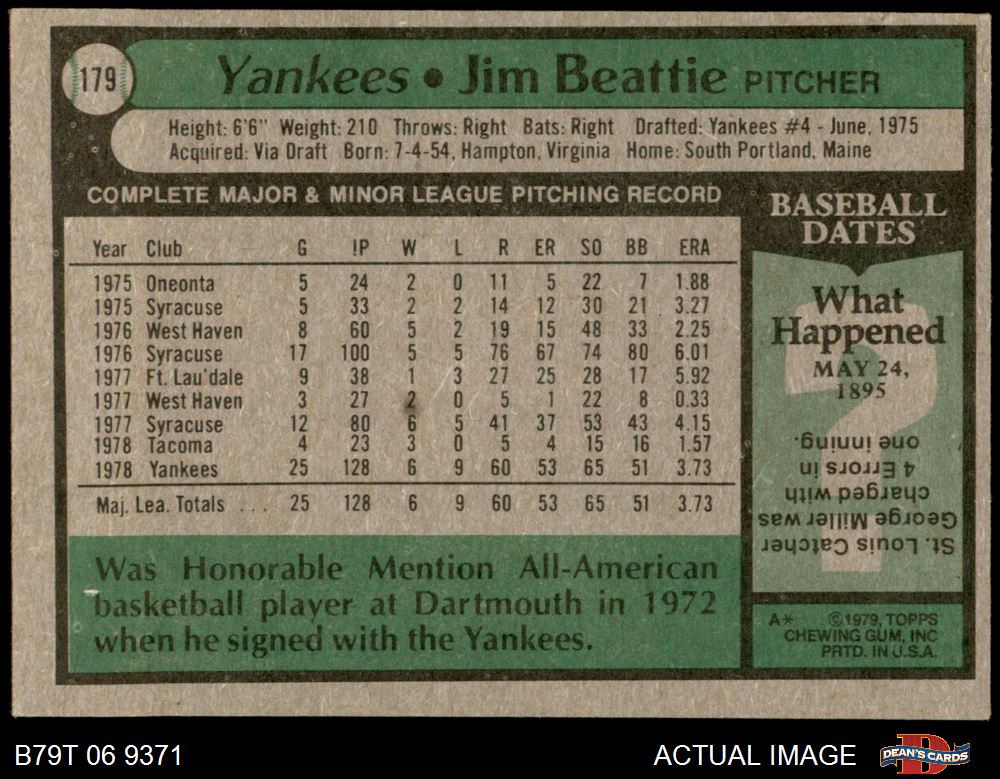 179
Yankees • Jim Beattie PITCHER
Height: 6'6" Weight: 210 Throws: Right Bats: Right Drafted: Yankees #4 - June, 1975
Acquired: Via Draft Born: 7-4-54, Hampton, Virginia Home: South Portland, Maine
COMPLETE MAJOR & MINOR LEAGUE PITCHING RECORD
Year Club G IP W L R ER SO BB ERA
1975 Oneonta 5 24 2 0 11 5 22 7 1.88
1975 Syracuse 5 33 2 2 14 12 30 21 3.27
1976 West Haven 8 60 5 2 19 15 48 33 2.25
1976 Syracuse 17 100 5 5 76 67 74 80 6.01
1977 Ft. Lau'dale 9 38 1 3 27 25 28 17 5.92
1977 West Haven 3 27 2 0 5 1 22 8 0.33
1977 Syracuse 12 80 6 5 41 37 53 43 4.15
1978 Tacoma 4 23 3 0 5 4 15 16 1.57
1978 Yankees 25 128 6 9 60 53 65 51 3.73
Maj. Lea. Totals ... 25 128 6 9 60 53 65 51 3.73
Was Honorable Mention All-American
basketball player at Dartmouth in 1972
when he signed with the Yankees.
BASEBALL
DATES
What
Happened
MAY 24,
1895
St. Louis Catcher
George Miller was
charged with
4 Errors in
one inning.
A* ©1979, TOPPS
CHEWING GUM, INC
PRTD. IN U.S.A.
B79T 06 9371
ACTUAL IMAGE
D
DEAN'S CARDS